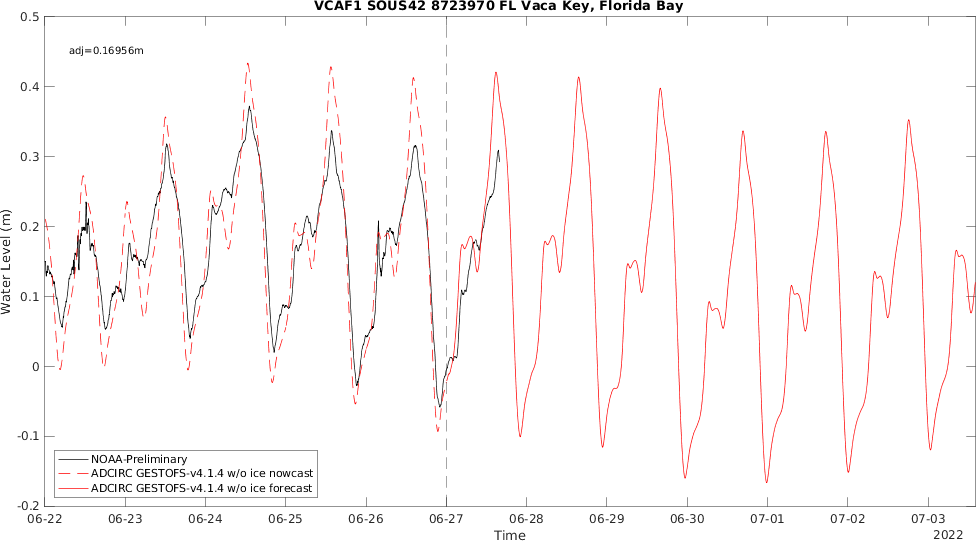 VCAF1 SOUS42 8723970 FL Vaca Key, Florida Bay
0.5
adj=0.16956m
0.4
0.3
0.2
0.1
0
-0.1
-0.2
Water Level (m)
NOAA-Preliminary
ADCIRC GESTOFS-v4.1.4 w/o ice nowcast
ADCIRC GESTOFS-v4.1.4 w/o ice forecast
06-22 06-23 06-24 06-25 06-26 06-27 06-28 06-29 06-30 07-01 07-02 07-03
Time
2022